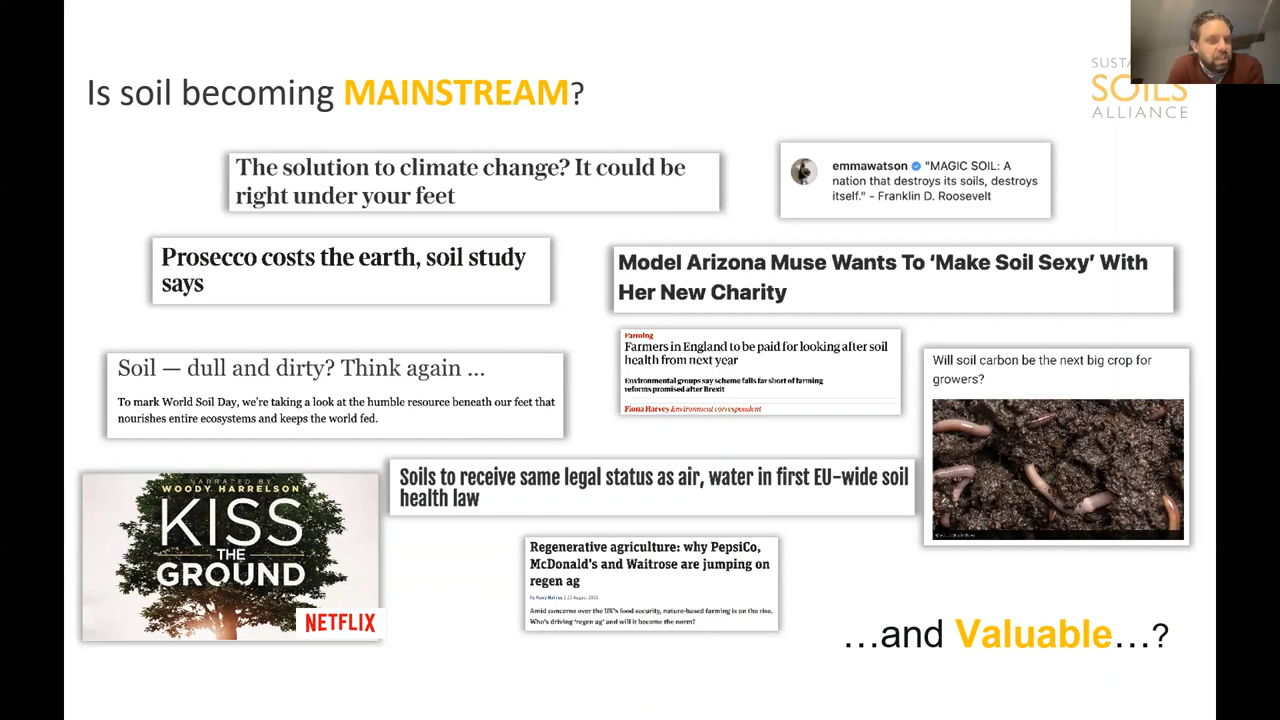 Is soil becoming MAINSTREAM?
SUSTA
SOILS
ALLIANCE
The solution to climate change? It could be
right under your feet
emmawatson "MAGIC SOIL: A
nation that destroys its soils, destroys
itself." - Franklin D. Roosevelt
Prosecco costs the earth, soil study
says
Model Arizona Muse Wants To ‘Make Soil Sexy’ With
Her New Charity
Soil — dull and dirty? Think again ...
To mark World Soil Day, we're taking a look at the humble resource beneath our feet that
nourishes entire ecosystems and keeps the world fed.
Farming
Farmers in England to be paid for looking after soil
health from next year
Environmental groups say scheme falls far short of farming
reforms promised after Brexit
Fiona Harvey Environment correspondent
Will soil carbon be the next big crop for
growers?
NARRATED BY
WOODY HARRELSON
KISS
THE
GROUND
NETFLIX
Soils to receive same legal status as air, water in first EU-wide soil
health law
Regenerative agriculture: why PepsiCo,
McDonald's and Waitrose are jumping on
regen ag
Amid concerns over the UK's food security, nature-based farming is on the rise.
Who's driving 'regen ag' and will it become the norm?
…and Valuable…?